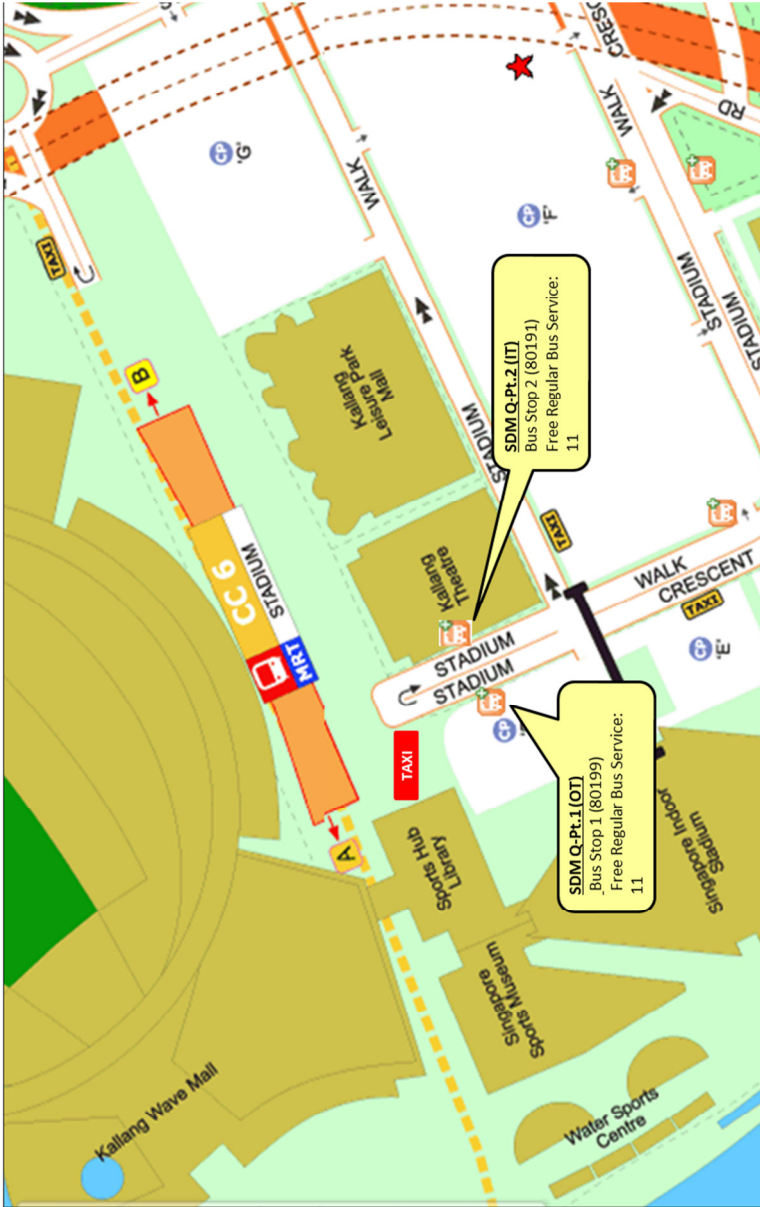 WALK
CP
'G'
TAXI
B
CC 6
STADIUM
MRT
A
TAXI
Kallang
Leisure Park
Mall
Kallang
Theatre
STADIUM
TAXI
STADIUM
STADIUM
WALK
CRESCENT
TAXI
CP
'E'
CP
CP
'F'
WALK
CRESC
RD
STADIUM
STADIUM
SDM Q-Pt.2 (IT)
Bus Stop 2 (80191)
Free Regular Bus Service:
11
SDM Q-Pt.1(OT)
Bus Stop 1 (80199)
Free Regular Bus Service:
11
Sports Hub
Library
Singapore
Sports Museum
Singapore Indoor
Stadium
Water Sports
Centre
Kallang Wave Mall